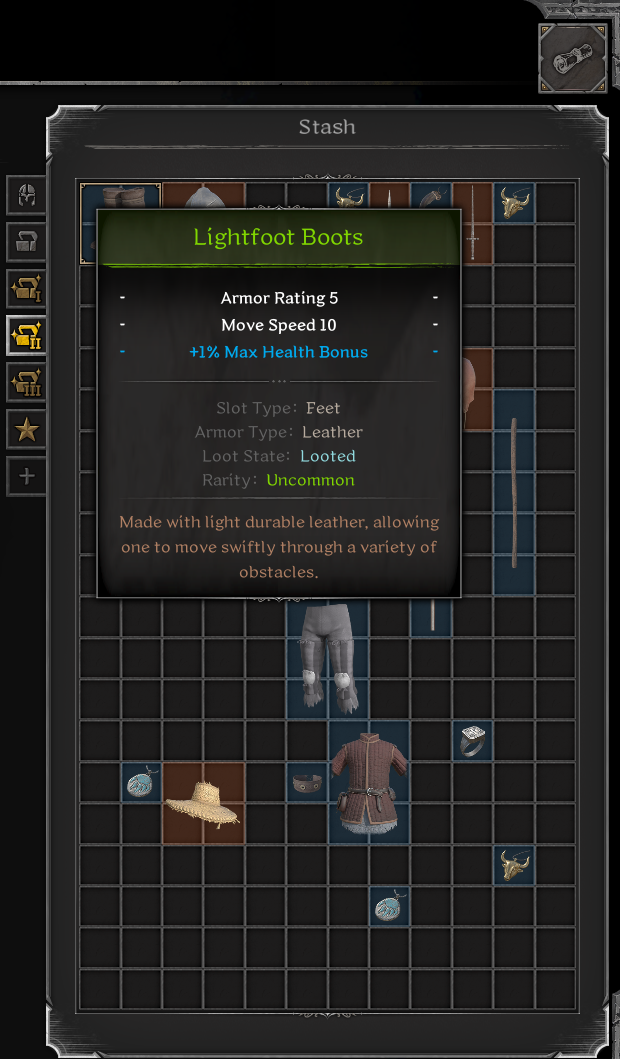 Stash
Lightfoot Boots
- Armor Rating 5 -
- Move Speed 10 -
- +1% Max Health Bonus -
Slot Type: Feet
Armor Type: Leather
Loot State: Looted
Rarity: Uncommon
Made with light durable leather, allowing
one to move swiftly through a variety of
obstacles.
I
II
III